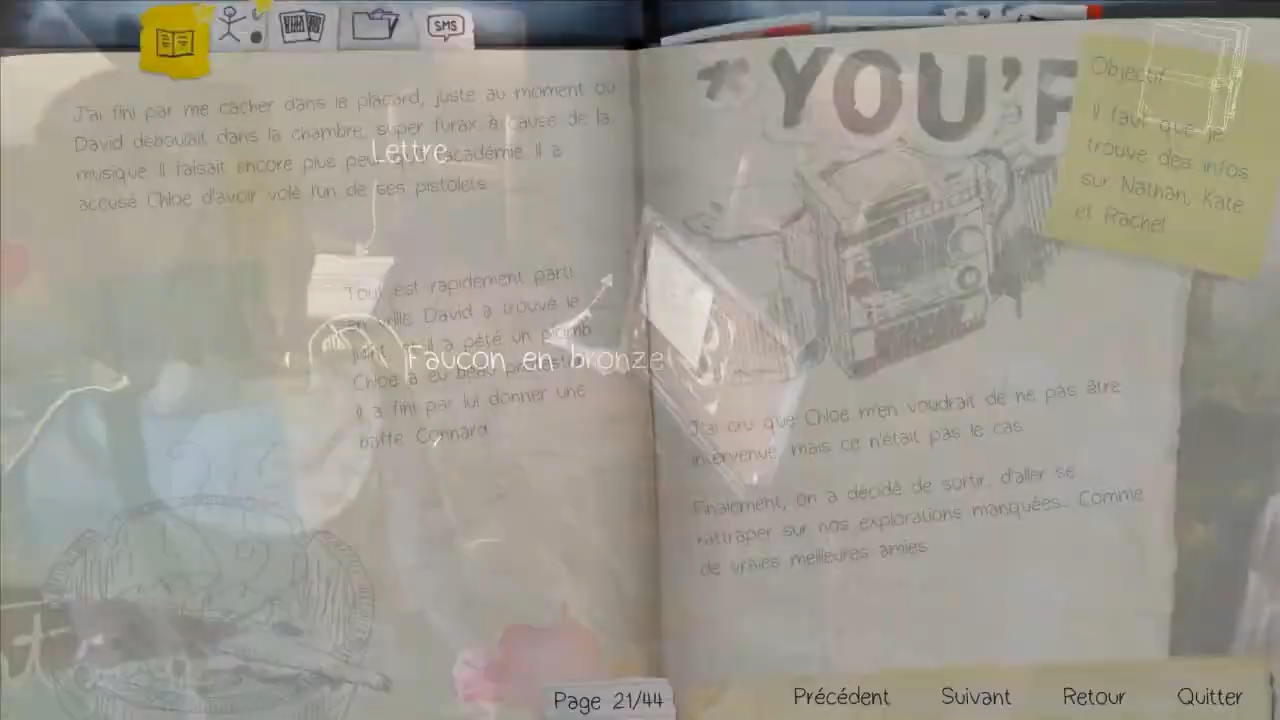 SMS
J'ai fini par me cacher dans le placard, juste au moment où
David déboulait dans la chambre, super furax à cause de la
musique. Il faisait encore plus peur qu'à l'académie. Il a
accusé Chloe d'avoir volé l'un de ses pistolets.
Lettre
Tout est rapidement parti
en vrille. David a trouvé le
joint et il a pété un plomb.
Chloe a eu beau
il a fini par lui donner une
baffe. Connard.
Faucon en bronze
* YOU'R
J'ai cru que Chloe m'en voudrait de ne pas être
intervenue, mais ce n'était pas le cas.
Finalement, on a décidé de sortir, d'aller se
rattraper sur nos explorations manquées... Comme
de vraies meilleures amies.
Objectif
Il faut que je
trouve des infos
sur Nathan, Kate
et Rachel
Page 21/44
Précédent
Suivant
Retour
Quitter